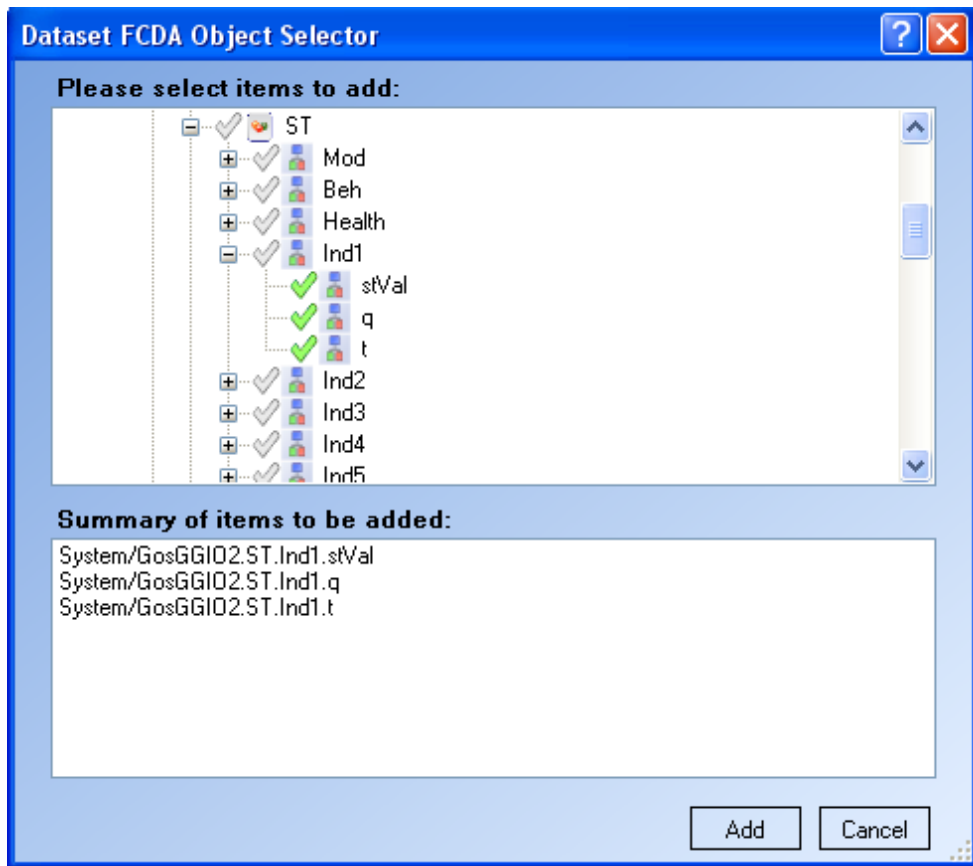 Dataset FCDA Object Selector
Please select items to add:
ST
Mod
Beh
Health
Ind1
stVal
q
t
Ind2
Ind3
Ind4
Ind5
Summary of items to be added:
System/GosGGIO2.ST.Ind1.stVal
System/GosGGIO2.ST.Ind1.q
System/GosGGIO2.ST.Ind1.t
Add Cancel